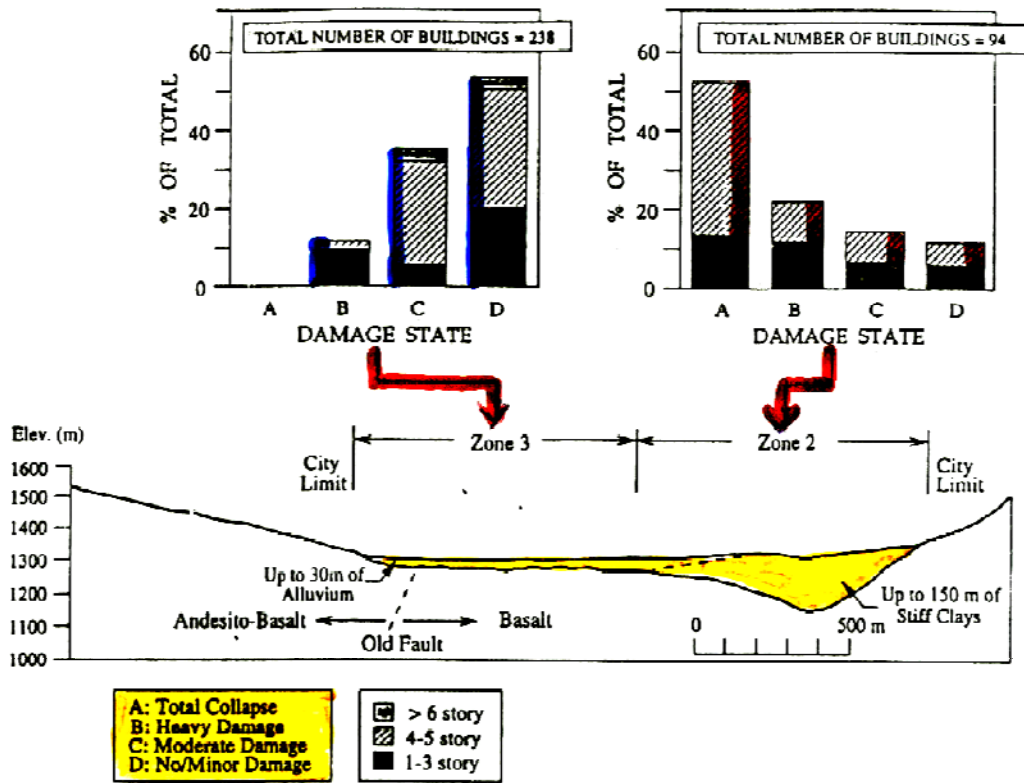 TOTAL NUMBER OF BUILDINGS = 238
% OF TOTAL
60
40
20
0
A B C D
DAMAGE STATE
TOTAL NUMBER OF BUILDINGS = 94
% OF TOTAL
60
40
20
0
A B C D
DAMAGE STATE
Elev. (m)
1600
1500
1400
1300
1200
1100
1000
City
Limit
Zone 3
Zone 2
City
Limit
Up to 30m of
Alluvium
Andesito-Basalt
Old Fault
Basalt
0 500 m
Up to 150 m of
Stiff Clays
A: Total Collapse
B: Heavy Damage
C: Moderate Damage
D: No/Minor Damage
> 6 story
4-5 story
1-3 story